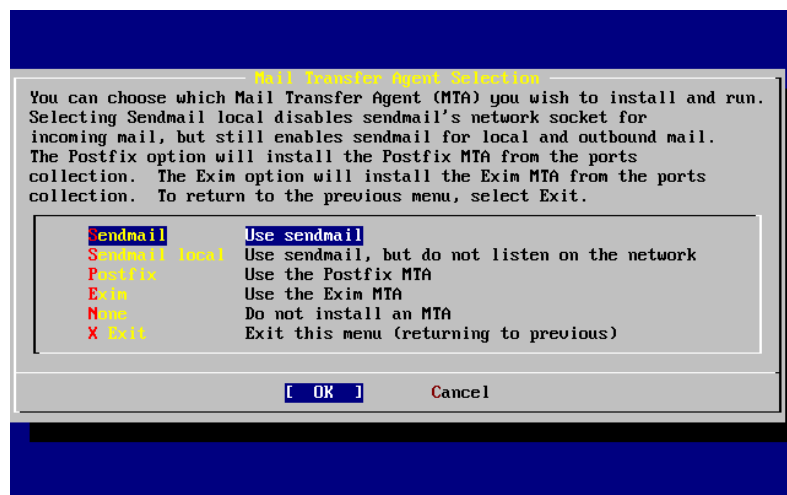 Mail Transfer Agent Selection
You can choose which Mail Transfer Agent (MTA) you wish to install and run.
Selecting Sendmail local disables sendmail's network socket for
incoming mail, but still enables sendmail for local and outbound mail.
The Postfix option will install the Postfix MTA from the ports
collection.  The Exim option will install the Exim MTA from the ports
collection.  To return to the previous menu, select Exit.
Sendmail Use sendmail
Sendmail local Use sendmail, but do not listen on the network
Postfix Use the Postfix MTA
Exim Use the Exim MTA
None Do not install an MTA
X Exit Exit this menu (returning to previous)
[ OK ] Cancel